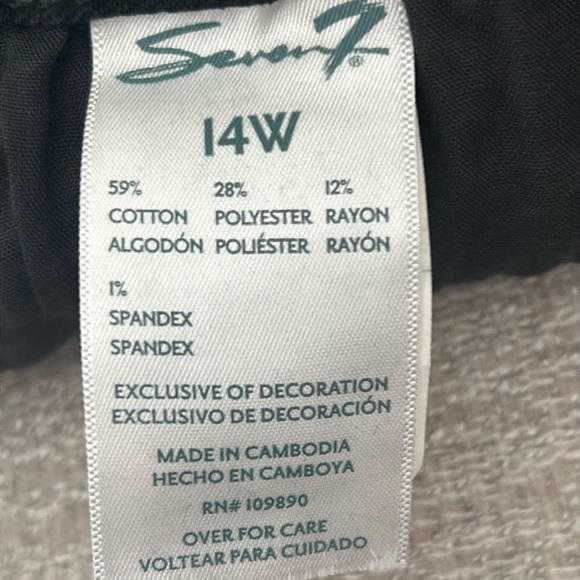 Seven7®
14W
59% 28% 12%
COTTON POLYESTER RAYON
ALGODÓN POLIÉSTER RAYÓN
1%
SPANDEX
SPANDEX
EXCLUSIVE OF DECORATION
EXCLUSIVO DE DECORACIÓN
MADE IN CAMBODIA
HECHO EN CAMBOYA
RN# 109890
OVER FOR CARE
VOLTEAR PARA CUIDADO